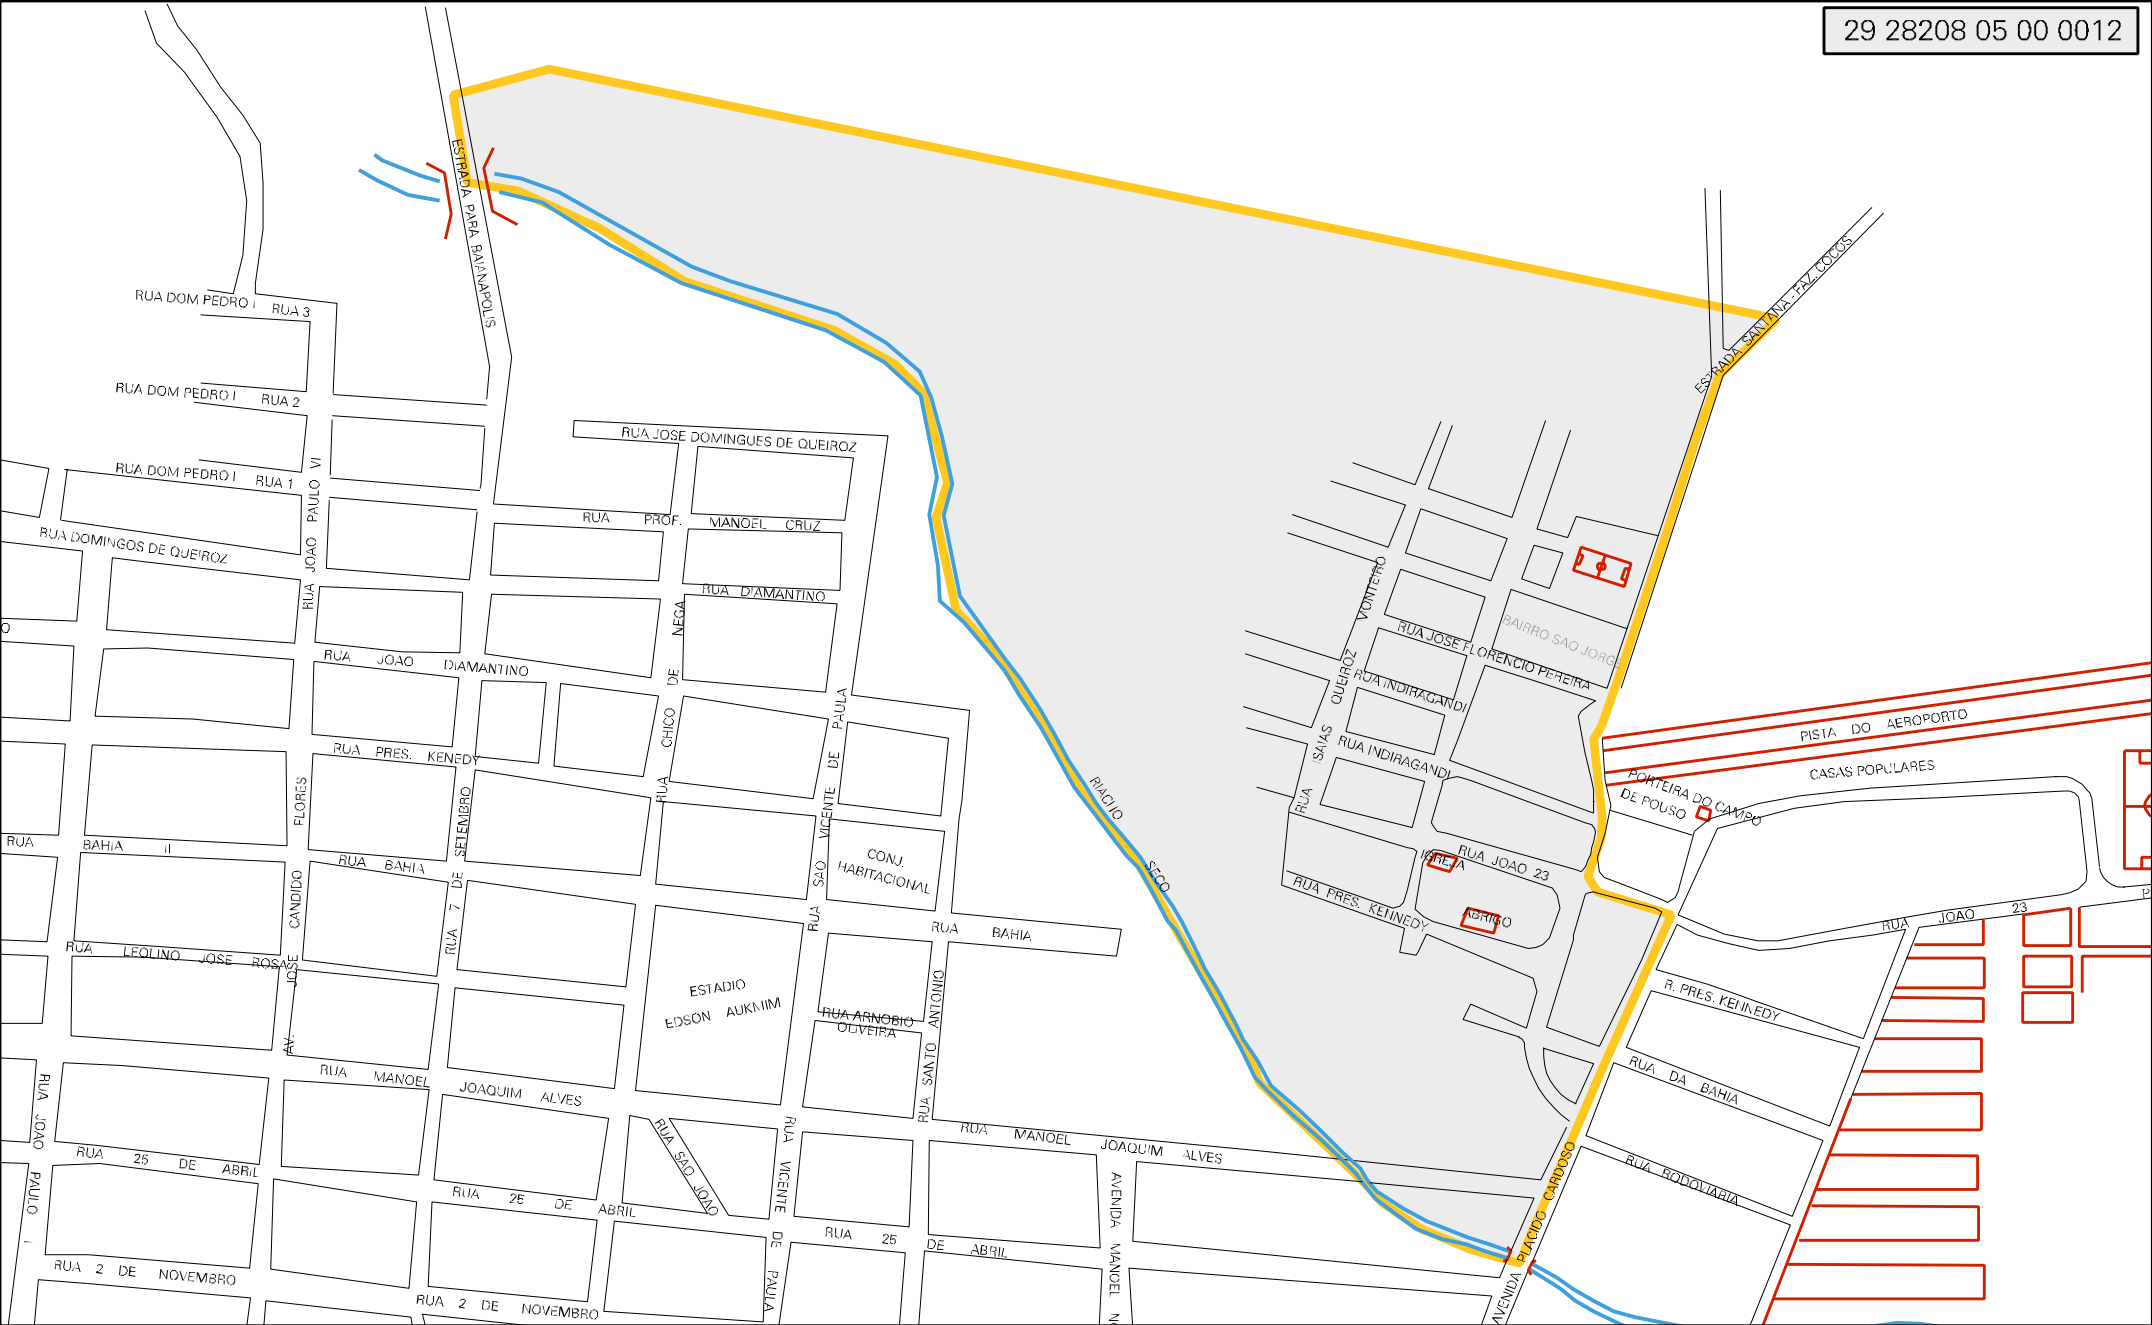 29 28208 05 00 0012
ESTRADA PARA BAIANAPOLIS
ESTRADA SANTANA - FAZ. COCOS
RUA DOM PEDRO I RUA 3
RUA DOM PEDRO I RUA 2
RUA DOM PEDRO I RUA 1
RUA JOAO PAULO VI
RUA DOMINGOS DE QUEIROZ
RUA JOSE DOMINGUES DE QUEIROZ
RUA PROF. MANOEL CRUZ
RUA DIAMANTINO
RUA CHICO DE NEGA
O
RUA JOAO DIAMANTINO
RUA SAO VICENTE DE PAULA
RUA PRES. KENEDY
AV. JOSE CANDIDO FLORES
RUA 7 DE SETEMBRO
RUA BAHIA II
RUA BAHIA
CONJ.
HABITACIONAL
RUA BAHIA
RUA LEOLINO JOSE ROSA
ESTADIO
EDSON AUKMIM
RUA ARNOBIO
OLIVEIRA
RUA SANTO ANTONIO
RUA MANOEL JOAQUIM ALVES
RUA JOAO PAULO I
RUA SAO JOAO
RUA VICENTE DE PAULA
RUA MANOEL JOAQUIM ALVES
RUA 25 DE ABRIL
RUA 25 DE ABRIL
RUA 25 DE ABRIL
AVENIDA MANOEL NO
RUA 2 DE NOVEMBRO
RUA 2 DE NOVEMBRO
RIACHO SECO
RUA ISAIAS QUEIROZ MONTEIRO
BAIRRO SAO JORGE
RUA JOSE FLORENCIO PEREIRA
RUA INDIRAGANDI
RUA INDIRAGANDI
PISTA DO AEROPORTO
CASAS POPULARES
PORTEIRA DO CAMPO
DE POUSO
RUA JOAO 23
IGREJA
ABRIGO
RUA PRES. KENNEDY
RUA JOAO 23
R. PRES. KENNEDY
RUA DA BAHIA
RUA RODOVIARIA
AVENIDA PLACIDO CARDOSO